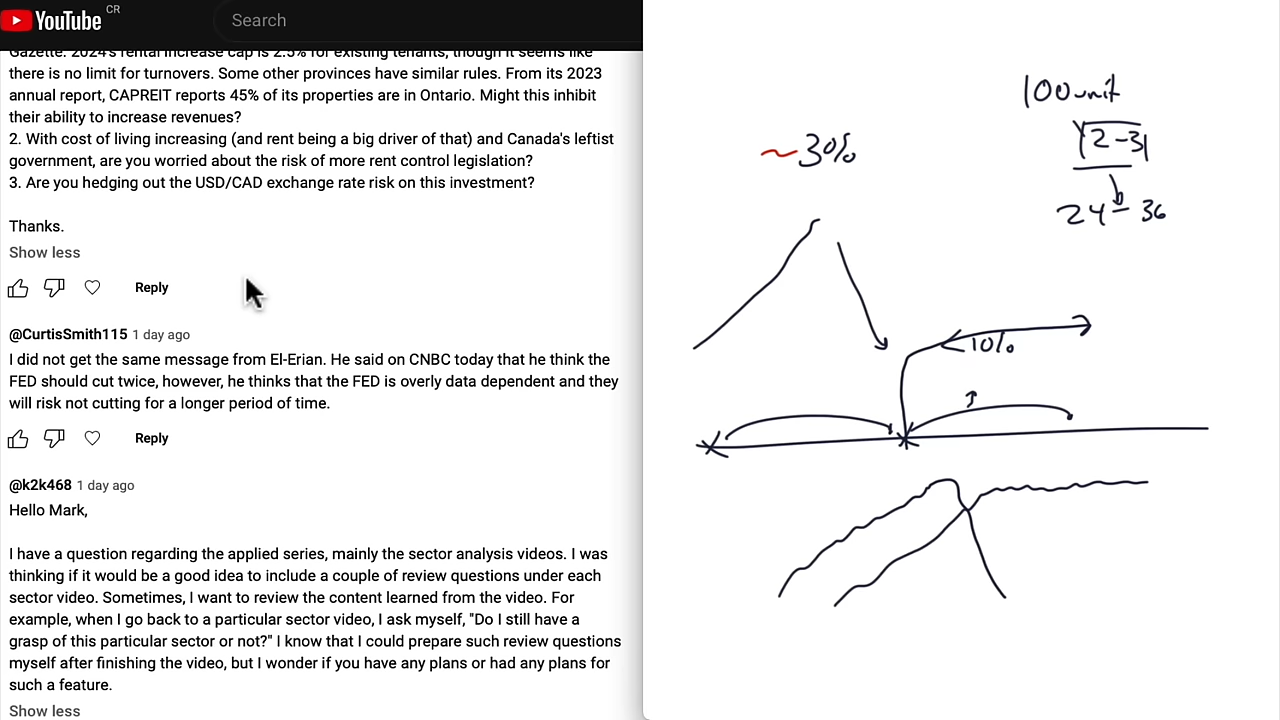 YouTube CR
Search
Gazette: 2024's rental increase cap is 2.5% for existing tenants, though it seems like
there is no limit for turnovers. Some other provinces have similar rules. From its 2023
annual report, CAPREIT reports 45% of its properties are in Ontario. Might this inhibit
their ability to increase revenues?
2. With cost of living increasing (and rent being a big driver of that) and Canada's leftist
government, are you worried about the risk of more rent control legislation?
3. Are you hedging out the USD/CAD exchange rate risk on this investment?
Thanks.
Show less
Reply
@CurtisSmith115 1 day ago
I did not get the same message from El-Erian. He said on CNBC today that he think the
FED should cut twice, however, he thinks that the FED is overly data dependent and they
will risk not cutting for a longer period of time.
Reply
@k2k468 1 day ago
Hello Mark,
I have a question regarding the applied series, mainly the sector analysis videos. I was
thinking if it would be a good idea to include a couple of review questions under each
sector video. Sometimes, I want to review the content learned from the video. For
example, when I go back to a particular sector video, I ask myself, "Do I still have a
grasp of this particular sector or not?" I know that I could prepare such review questions
myself after finishing the video, but I wonder if you have any plans or had any plans for
such a feature.
Show less
100 unit
2-3
24-36
~30%
10%